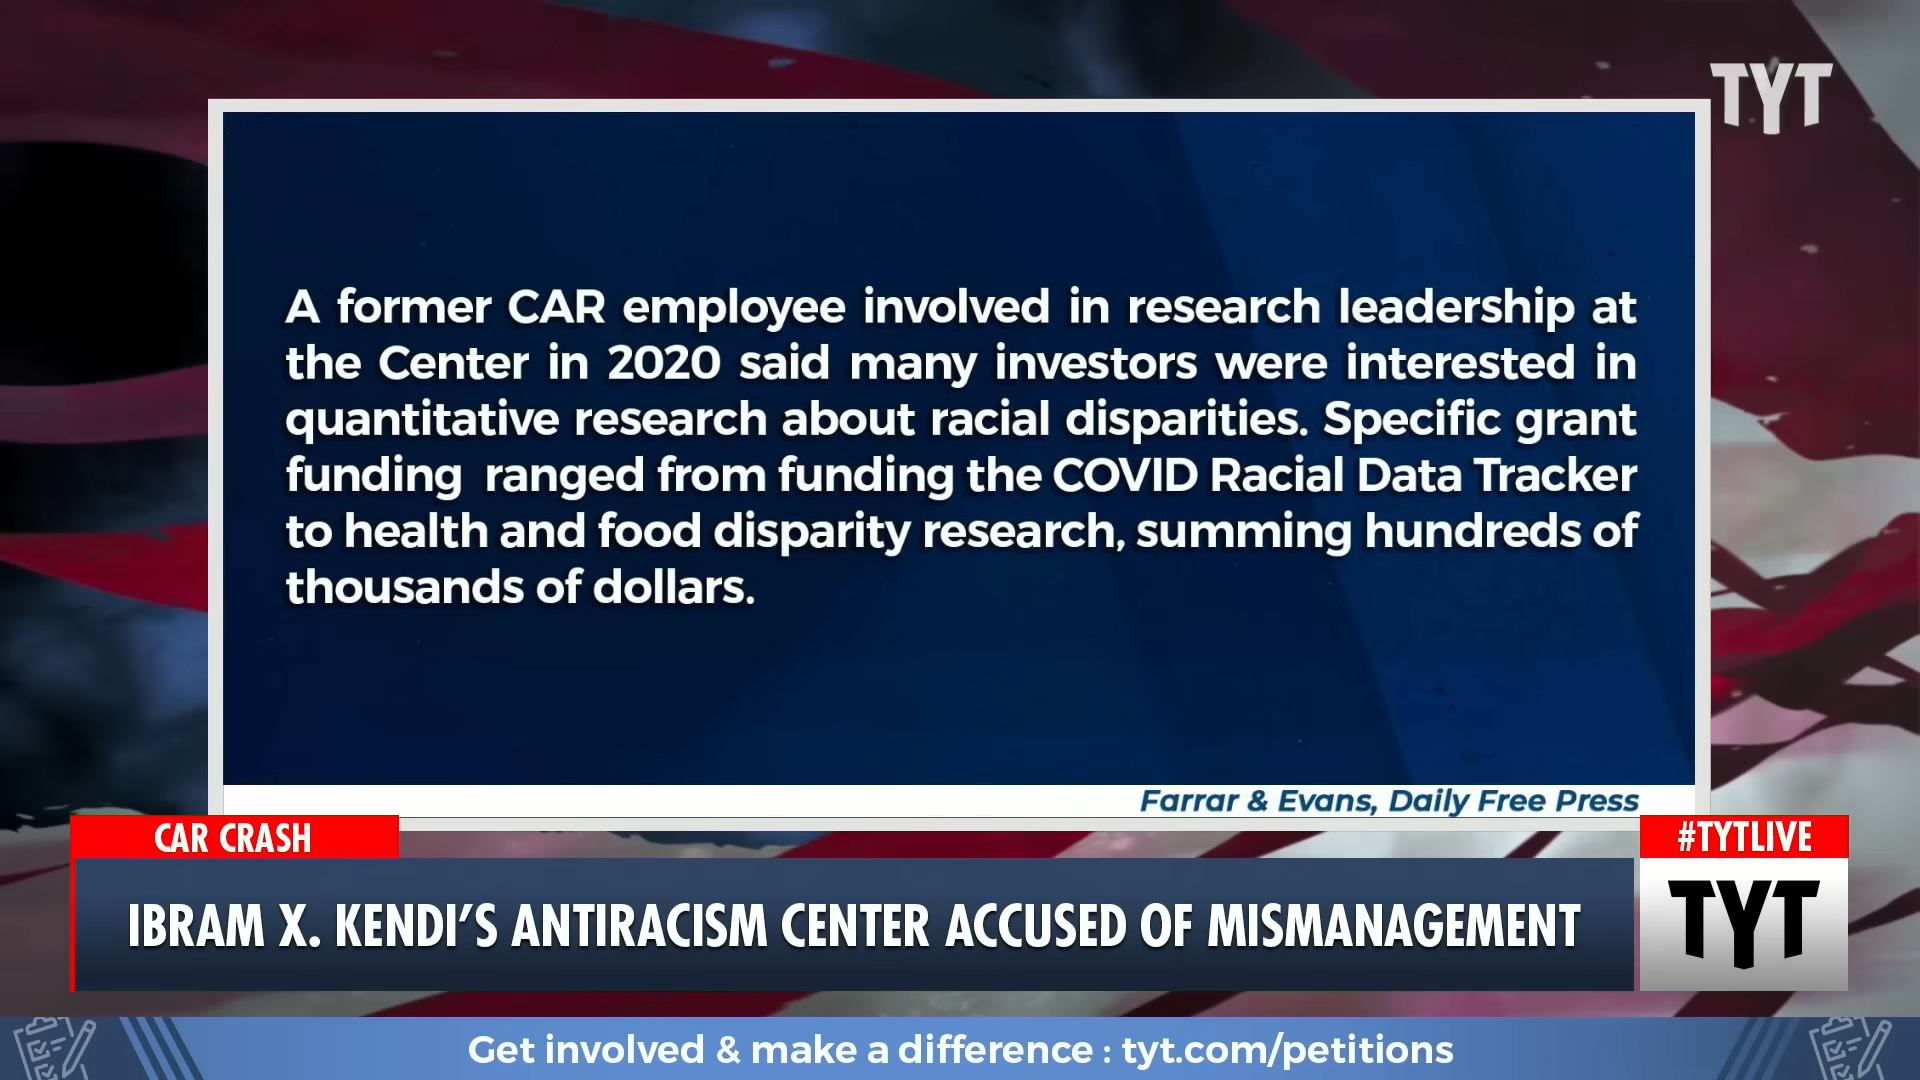 TYT
A former CAR employee involved in research leadership at
the Center in 2020 said many investors were interested in
quantitative research about racial disparities. Specific grant
funding ranged from funding the COVID Racial Data Tracker
to health and food disparity research, summing hundreds of
thousands of dollars.
Farrar & Evans, Daily Free Press
CAR CRASH
#TYTLIVE
IBRAM X. KENDI'S ANTIRACISM CENTER ACCUSED OF MISMANAGEMENT
TYT
Get involved & make a difference : tyt.com/petitions